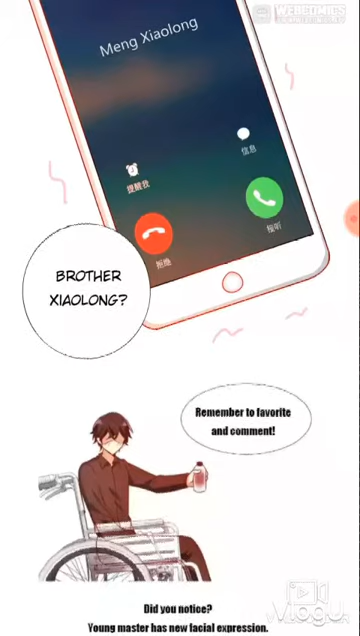 WEBCOMICS
Meng Xiaolong
信息
提醒我
接听
拒绝
BROTHER
XIAOLONG?
Remember to favorite
and comment!
Did you notice?
Young master has new facial expression.